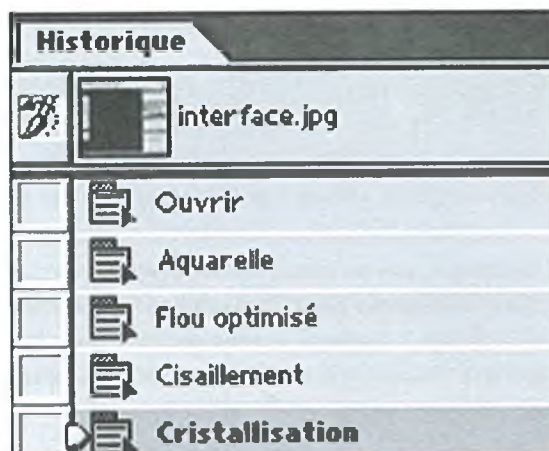 Historique
interface.jpg
Ouvrir
Aquarelle
Flou optimisé
Cisaillement
Cristallisation